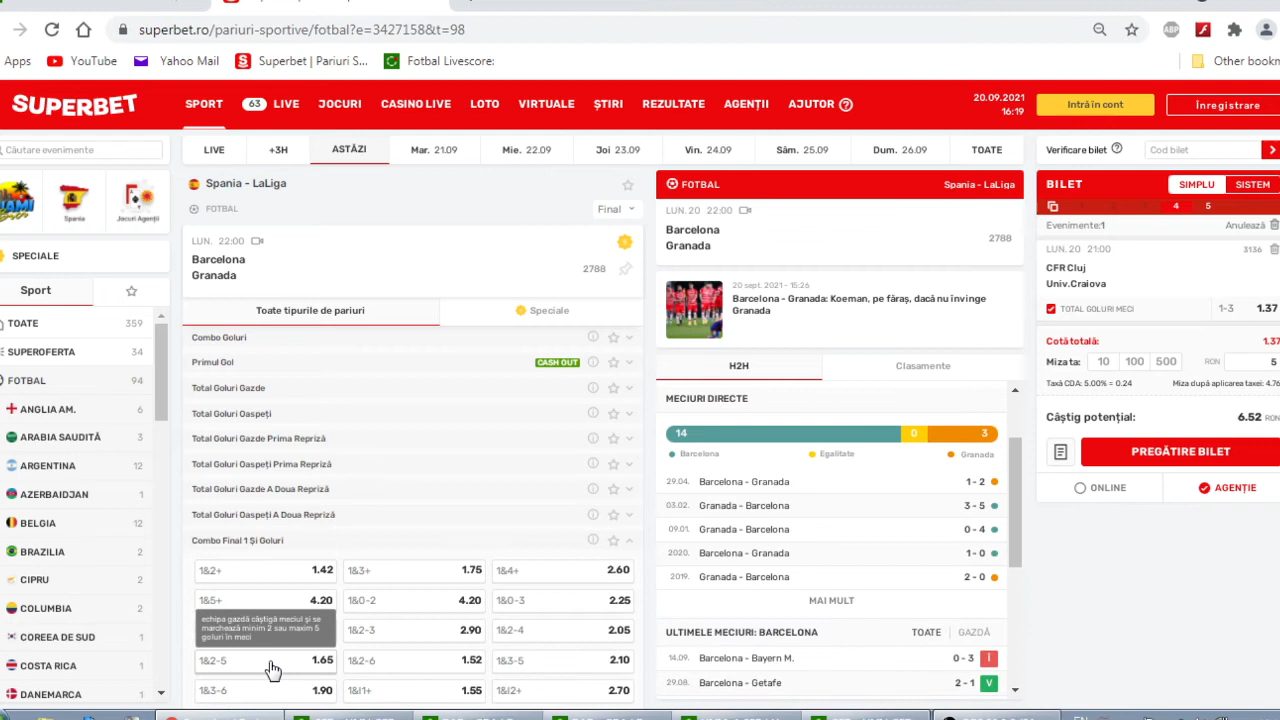 superbet.ro/pariuri-sportive/fotbal?e=3427158&t=98
ABP
Apps
YouTube
Yahoo Mail
Superbet | Pariuri S...
Fotbal Livescore:
Other bookm
SUPERBET
SPORT
63 LIVE
JOCURI
CASINO LIVE
LOTO
VIRTUALE
ȘTIRI
REZULTATE
AGENȚII
AJUTOR
20.09.2021
16:19
Intră în cont
Înregistrare
Căutare evenimente
LIVE
+3H
ASTĂZI
Mar. 21.09
Mie. 22.09
Joi 23.09
Vin. 24.09
Sâm. 25.09
Dum. 26.09
TOATE
Verificare bilet
Cod bilet
Spania
Jocuri Agenții
SPECIALE
Sport
TOATE 359
SUPEROFERTA 34
FOTBAL 94
ANGLIA AM. 6
ARABIA SAUDITĂ 3
ARGENTINA 12
AZERBAIDJAN 1
BELGIA 12
BRAZILIA 2
CIPRU 2
COLUMBIA 2
COREEA DE SUD 1
COSTA RICA 1
DANEMARCA 1
Spania - LaLiga
FOTBAL
Final
LUN. 22:00
Barcelona
Granada
2788
Toate tipurile de pariuri
Speciale
Combo Goluri
Primul Gol CASH OUT
Total Goluri Gazde
Total Goluri Oaspeți
Total Goluri Gazde Prima Repriză
Total Goluri Oaspeți Prima Repriză
Total Goluri Gazde A Doua Repriză
Total Goluri Oaspeți A Doua Repriză
Combo Final 1 Și Goluri
1&2+ 1.42 1&3+ 1.75 1&4+ 2.60
1&5+ 4.20 1&0-2 4.20 1&0-3 2.25
echipa gazdă câștigă meciul și se
marchează minim 2 sau maxim 5
goluri în meci
1&2-3 2.90 1&2-4 2.05
1&2-5 1.65 1&2-6 1.52 1&3-5 2.10
1&3-6 1.90 1&I1+ 1.55 1&I2+ 2.70
FOTBAL
Spania - LaLiga
LUN. 20 22:00
Barcelona
Granada
2788
20 sept. 2021 - 15:26
Barcelona - Granada: Koeman, pe făraș, dacă nu învinge
Granada
H2H
Clasamente
MECIURI DIRECTE
14 0 3
Barcelona
Egalitate
Granada
29.04. Barcelona - Granada 1 - 2
03.02. Granada - Barcelona 3 - 5
09.01. Granada - Barcelona 0 - 4
2020. Barcelona - Granada 1 - 0
2019. Granada - Barcelona 2 - 0
MAI MULT
ULTIMELE MECIURI: BARCELONA
TOATE
GAZDĂ
14.09. Barcelona - Bayern M. 0 - 3 Î
29.08. Barcelona - Getafe 2 - 1 V
BILET
SIMPLU
SISTEM
4 5
Evenimente:1
Anulează
LUN. 20 21:00
3136
CFR Cluj
Univ.Craiova
TOTAL GOLURI MECI 1-3 1.37
Cotă totală: 1.37
Miza ta: 10 100 500 RON 5
Taxă CDA: 5.00% = 0.24
Miza după aplicarea taxei: 4.76
Câștig potențial: 6.52 RON
PREGĂTIRE BILET
ONLINE
AGENȚIE
EN